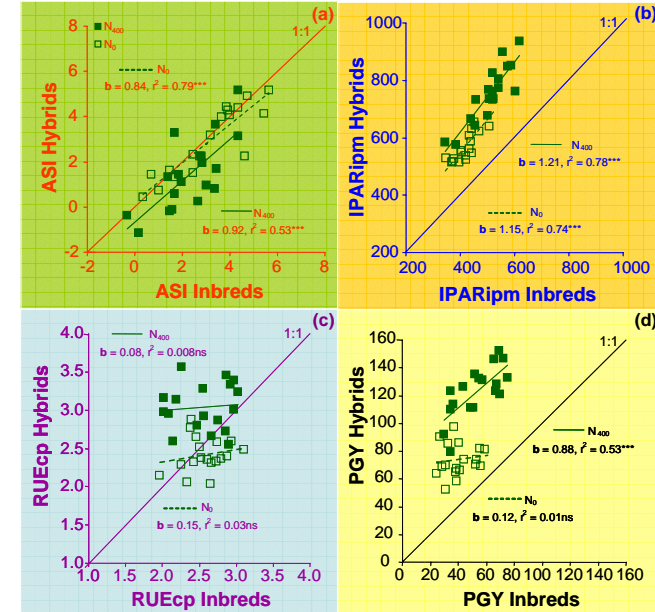 (a)
8
6
4
2
0
-2
-2 0 2 4 6 8
ASI Hybrids
ASI Inbreds
N400
N0
1:1
N0
b = 0.84, r2 = 0.79***
N400
b = 0.92, r2 = 0.53***
(b)
1000
800
600
400
200
200 400 600 800 1000
IPARipm Hybrids
IPARipm Inbreds
1:1
N400
b = 1.21, r2 = 0.78***
N0
b = 1.15, r2 = 0.74***
(c)
4.0
3.5
3.0
2.5
2.0
1.5
1.0
1.0 1.5 2.0 2.5 3.0 3.5 4.0
RUEcp Hybrids
RUEcp Inbreds
1:1
N400
b = 0.08, r2 = 0.008ns
N0
b = 0.15, r2 = 0.03ns
(d)
160
140
120
100
80
60
40
20
0
0 20 40 60 80 100 120 140 160
PGY Hybrids
PGY Inbreds
1:1
N400
b = 0.88, r2 = 0.53***
N0
b = 0.12, r2 = 0.01ns